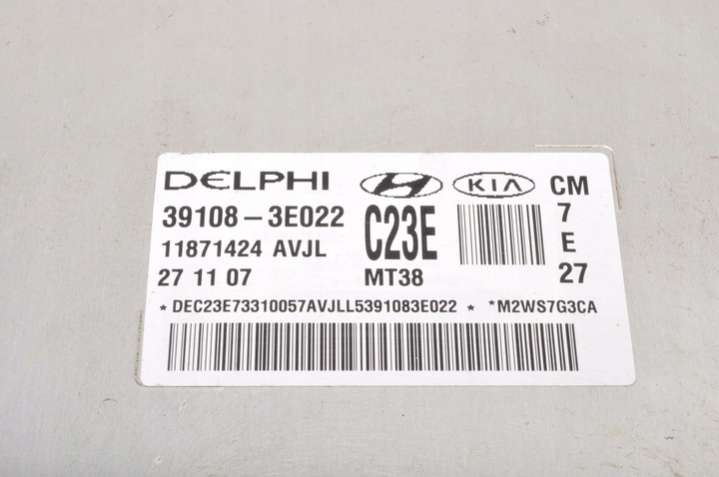 DELPHI KIA CM
39108-3E022 C23E 7
11871424 AVJL E
27 11 07 MT38 27
*DEC23E73310057AVJLL5391083E022* *M2WS7G3CA